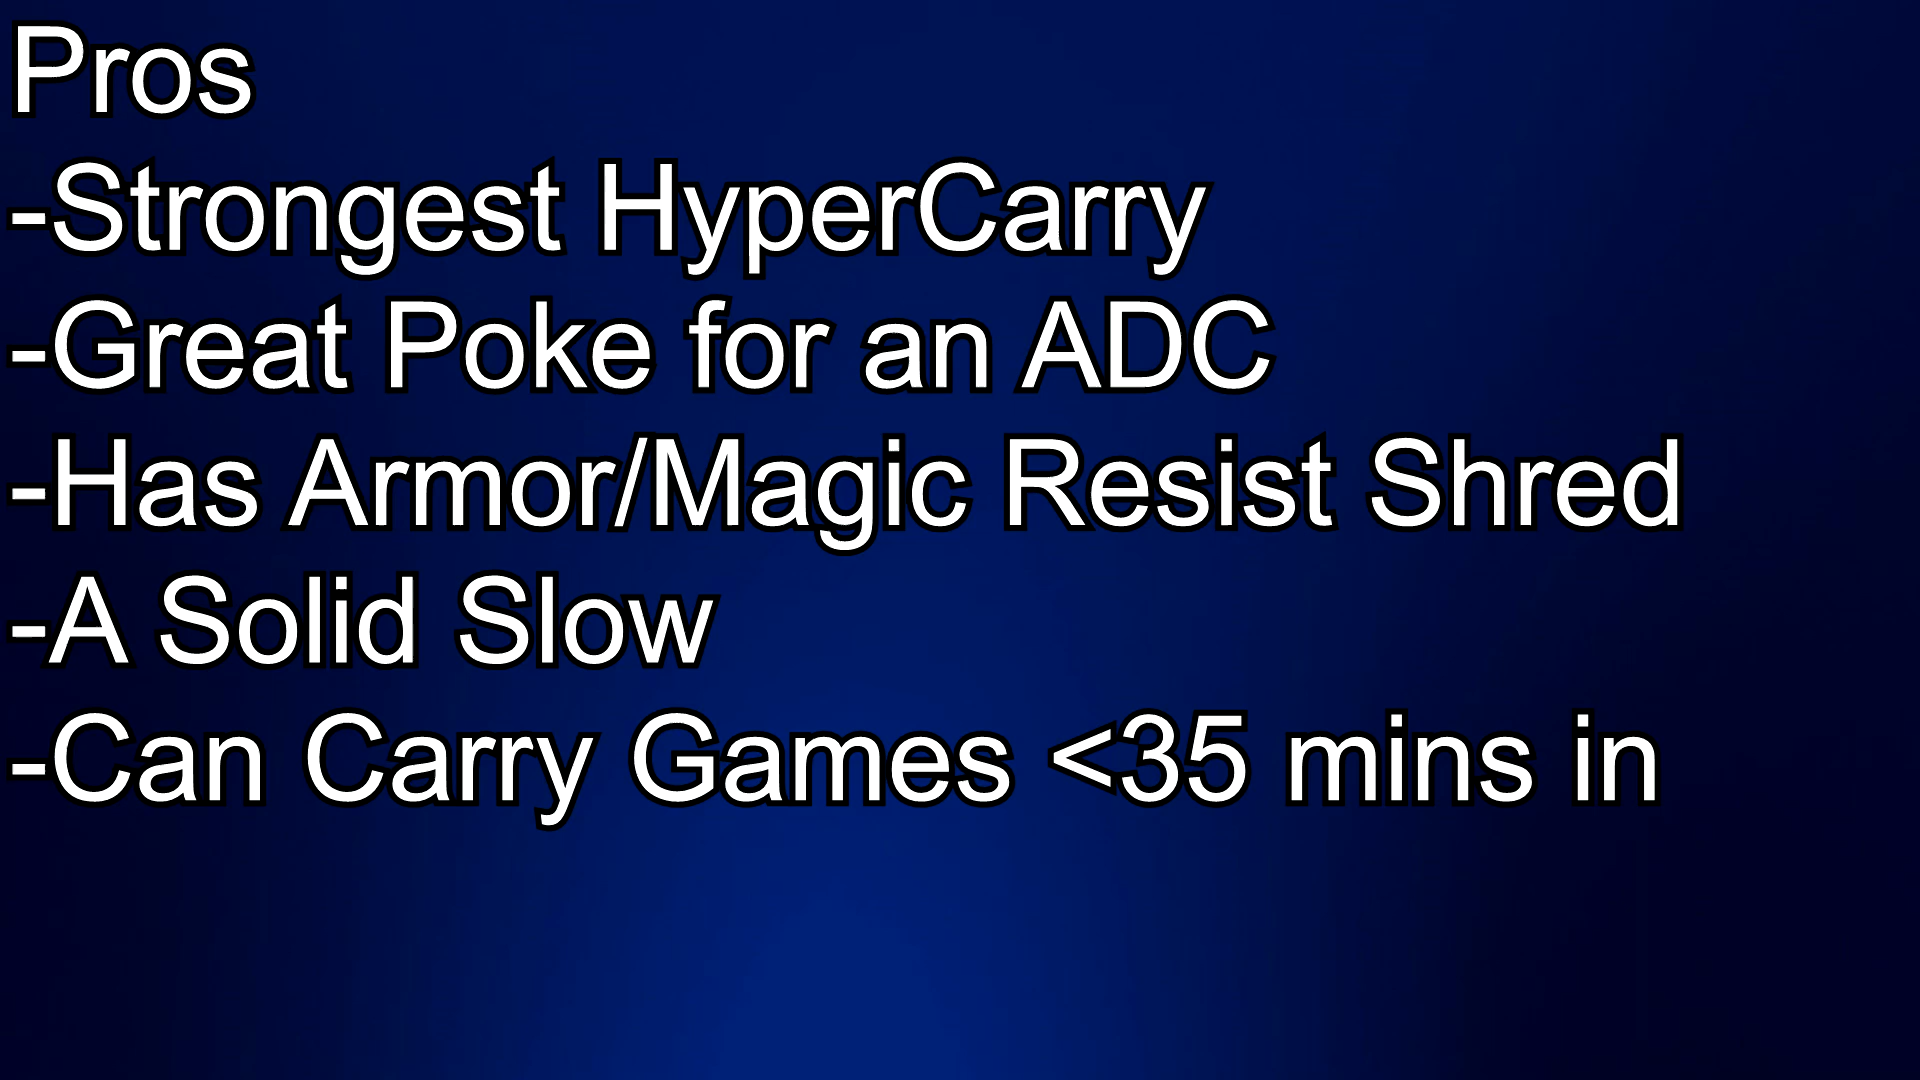 Pros
-Strongest HyperCarry
-Great Poke for an ADC
-Has Armor/Magic Resist Shred
-A Solid Slow
-Can Carry Games <35 mins in